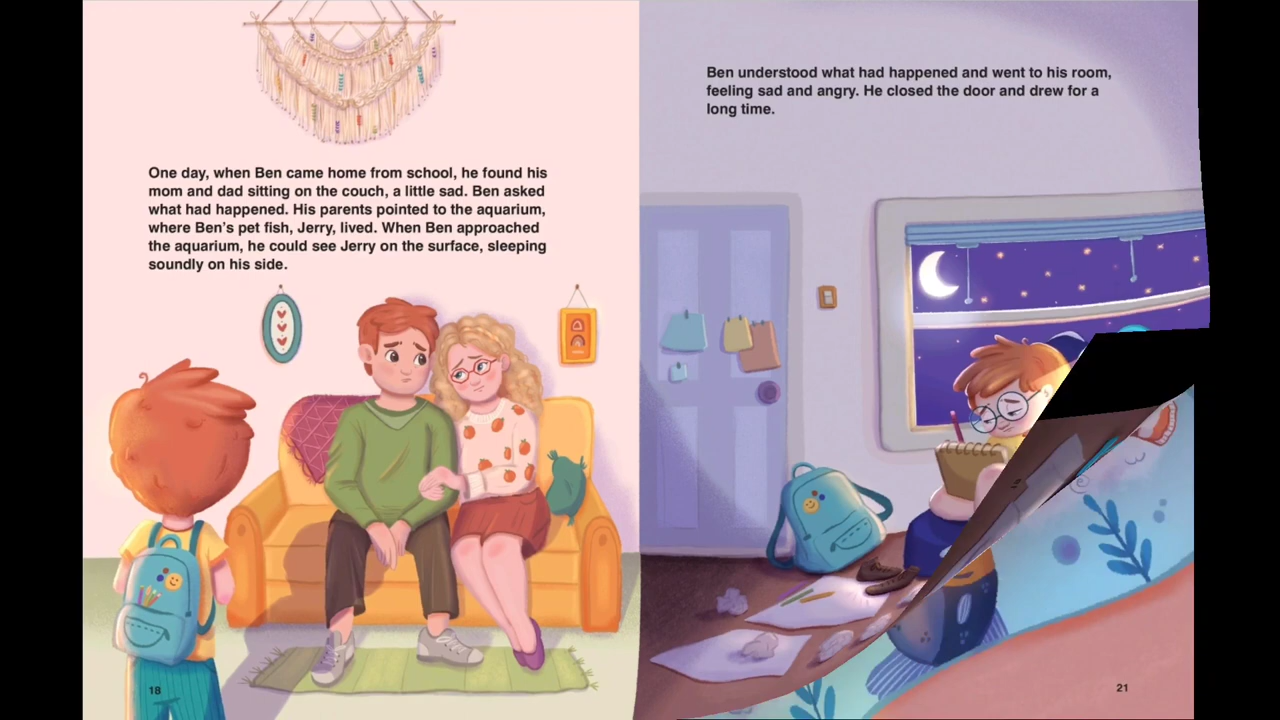 One day, when Ben came home from school, he found his
mom and dad sitting on the couch, a little sad. Ben asked
what had happened. His parents pointed to the aquarium,
where Ben's pet fish, Jerry, lived. When Ben approached
the aquarium, he could see Jerry on the surface, sleeping
soundly on his side.
18
Ben understood what had happened and went to his room,
feeling sad and angry. He closed the door and drew for a
long time.
21